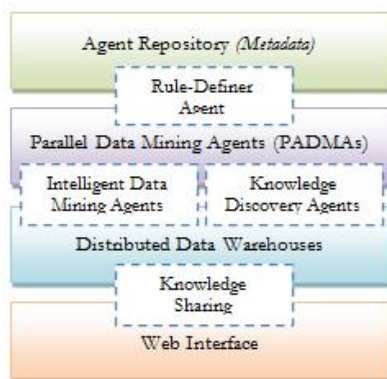 Agent Repository (Metadata)
Rule-Definer
Agent
Parallel Data Mining Agents (PADMAs)
Intelligent Data
Mining Agents
Knowledge
Discovery Agents
Distributed Data Warehouses
Knowledge
Sharing
Web Interface